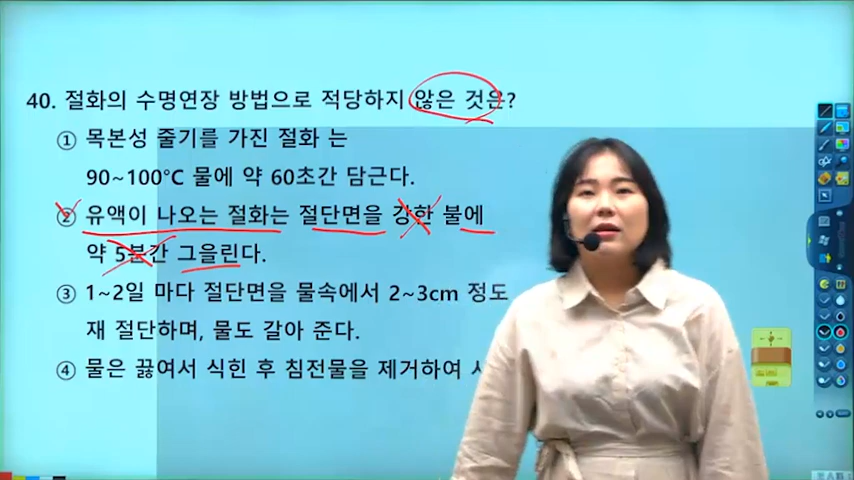 40. 절화의 수명연장 방법으로 적당하지 않은 것은?
① 목본성 줄기를 가진 절화 는
90~100℃ 물에 약 60초간 담근다.
② 유액이 나오는 절화는 절단면을 강한 불에
약 5분간 그을린다.
③ 1~2일 마다 절단면을 물속에서 2~3cm 정도
재 절단하며, 물도 갈아 준다.
④ 물은 끓여서 식힌 후 침전물을 제거하여